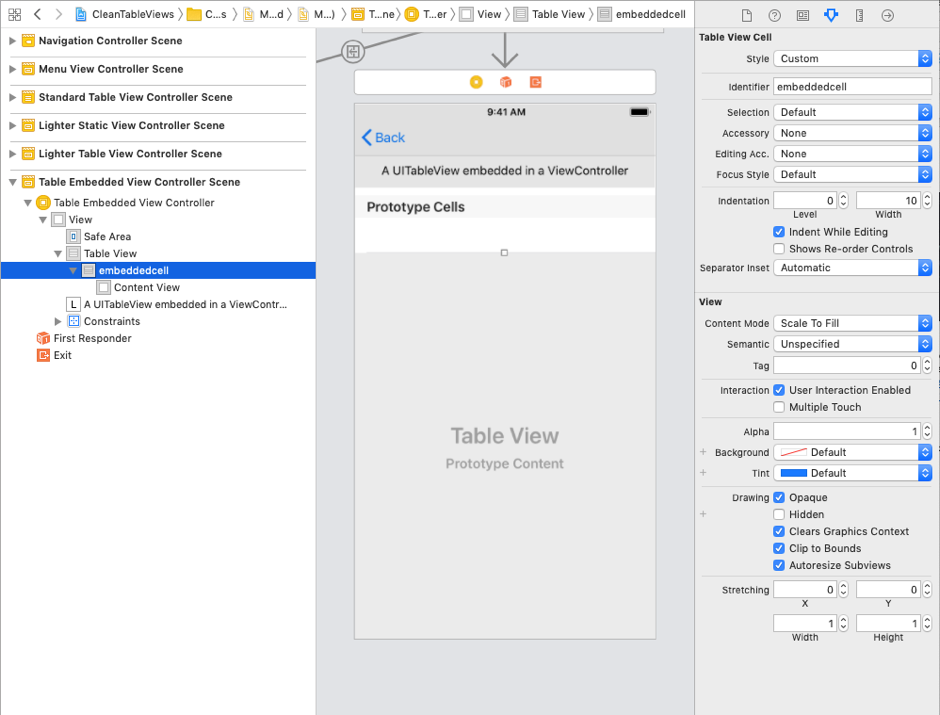 CleanTableViews C...s M...d M...) T...ne) T...er View Table View embeddedcell
Navigation Controller Scene
Menu View Controller Scene
Standard Table View Controller Scene
Lighter Static View Controller Scene
Lighter Table View Controller Scene
Table Embedded View Controller Scene
Table Embedded View Controller
View
Safe Area
Table View
embeddedcell
Content View
L A UITableView embedded in a ViewContr...
Constraints
First Responder
Exit
9:41 AM
Back
A UITableView embedded in a ViewController
Prototype Cells
Table View
Prototype Content
Table View Cell
Style Custom
Identifier embeddedcell
Selection Default
Accessory None
Editing Acc. None
Focus Style Default
Indentation 0 10
Level Width
Indent While Editing
Shows Re-order Controls
Separator Inset Automatic
View
Content Mode Scale To Fill
Semantic Unspecified
Tag 0
Interaction User Interaction Enabled
Multiple Touch
Alpha 1
+ Background Default
+ Tint Default
Drawing Opaque
+ Hidden
Clears Graphics Context
Clip to Bounds
Autoresize Subviews
Stretching 0 0
X Y
1 1
Width Height